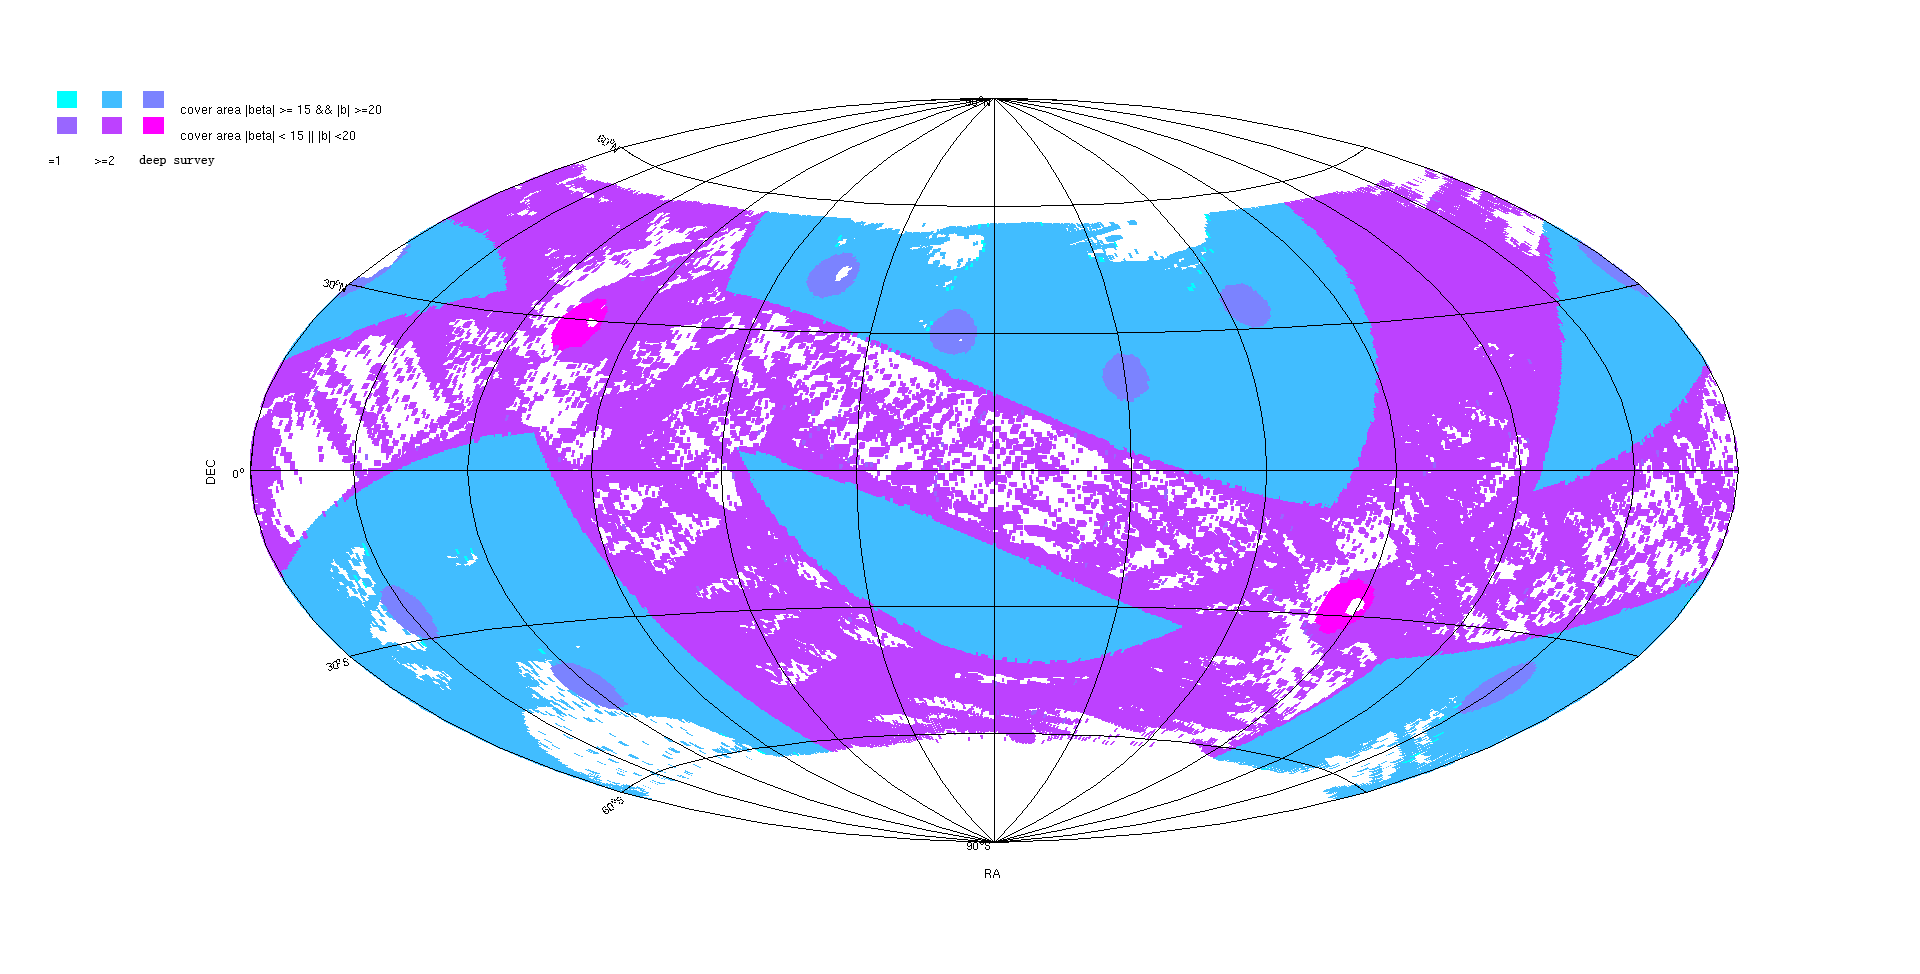 cover area |beta| >= 15 && |b| >=20
cover area |beta| < 15 || |b| <20
=1 >=2 deep survey
90°N
60°N
30°N
DEC
0°
30°S
60°S
90°S
RA